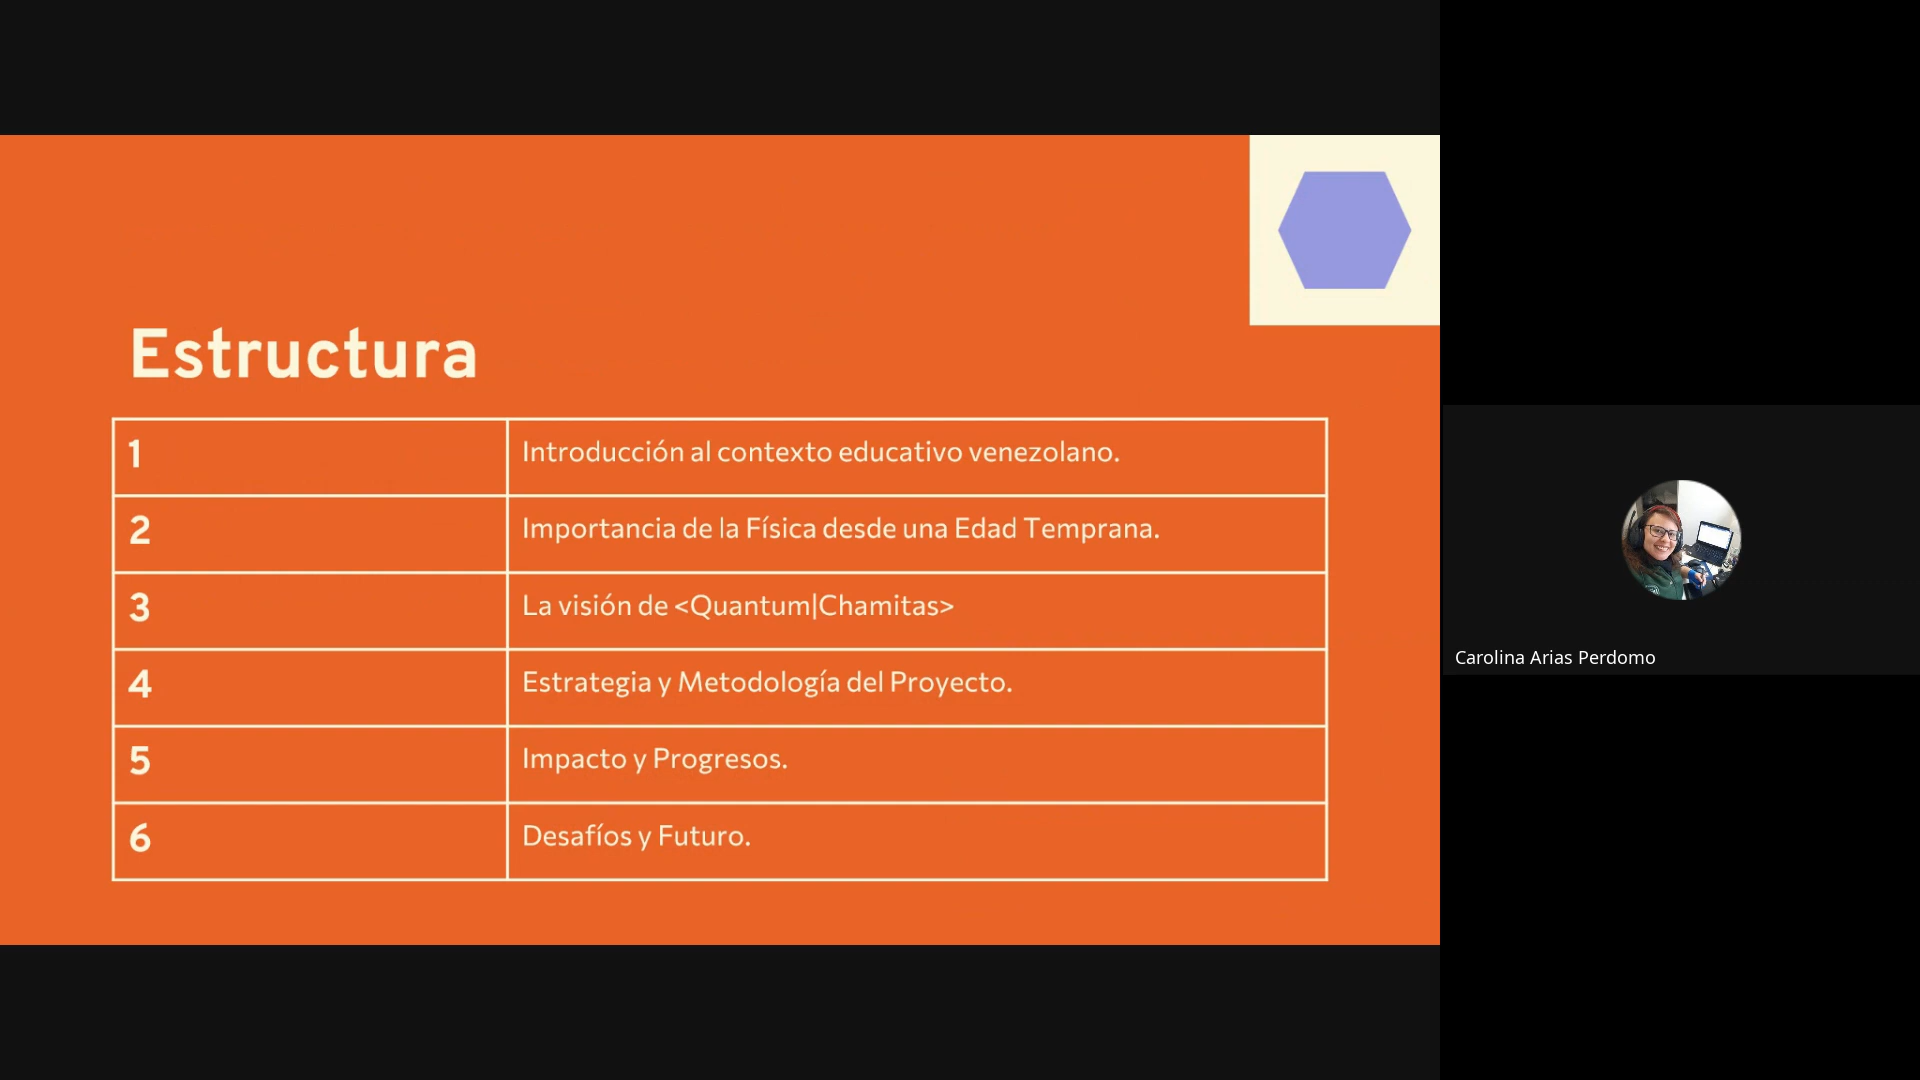 Estructura
1
Introducción al contexto educativo venezolano.
2
Importancia de la Física desde una Edad Temprana.
3
La visión de <Quantum|Chamitas>
4
Estrategia y Metodología del Proyecto.
5
Impacto y Progresos.
6
Desafíos y Futuro.
Carolina Arias Perdomo